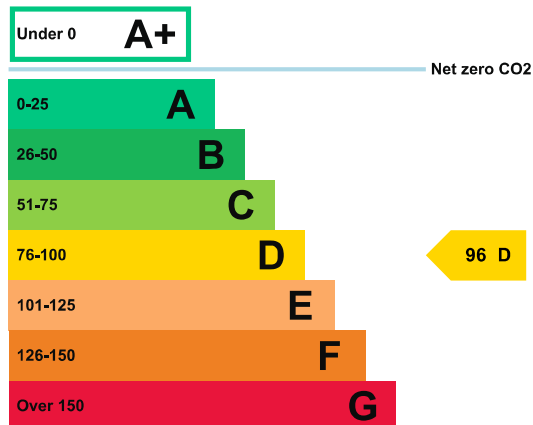 Under 0 A+
Net zero CO2
0-25 A
26-50 B
51-75 C
76-100 D
96 D
101-125 E
126-150 F
Over 150 G